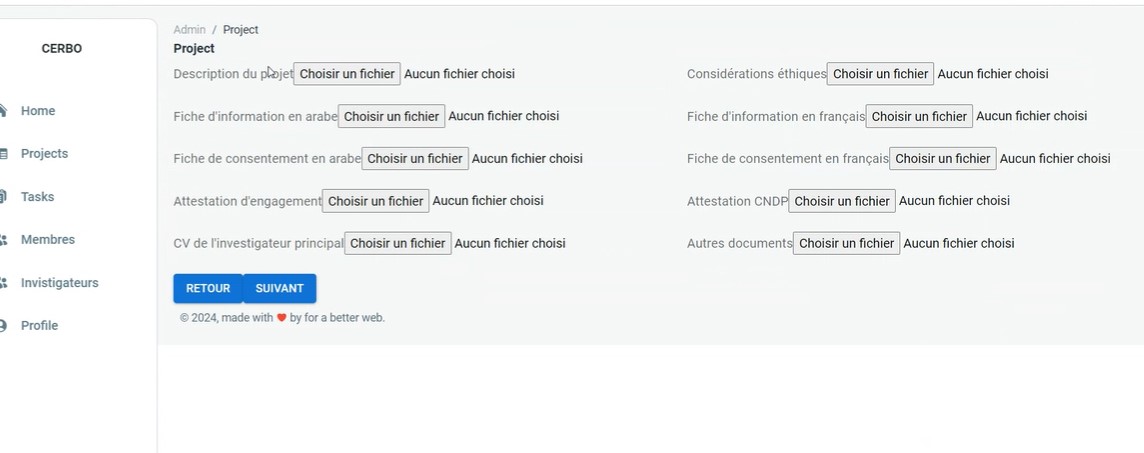 CERBO
Home
Projects
Tasks
Membres
Invistigateurs
Profile
Admin / Project
Project
Description du projet Choisir un fichier Aucun fichier choisi
Considérations éthiques Choisir un fichier Aucun fichier choisi
Fiche d'information en arabe Choisir un fichier Aucun fichier choisi
Fiche d'information en français Choisir un fichier Aucun fichier choisi
Fiche de consentement en arabe Choisir un fichier Aucun fichier choisi
Fiche de consentement en français Choisir un fichier Aucun fichier choisi
Attestation d'engagement Choisir un fichier Aucun fichier choisi
Attestation CNDP Choisir un fichier Aucun fichier choisi
CV de l'investigateur principal Choisir un fichier Aucun fichier choisi
Autres documents Choisir un fichier Aucun fichier choisi
RETOUR SUIVANT
© 2024, made with ❤ by for a better web.